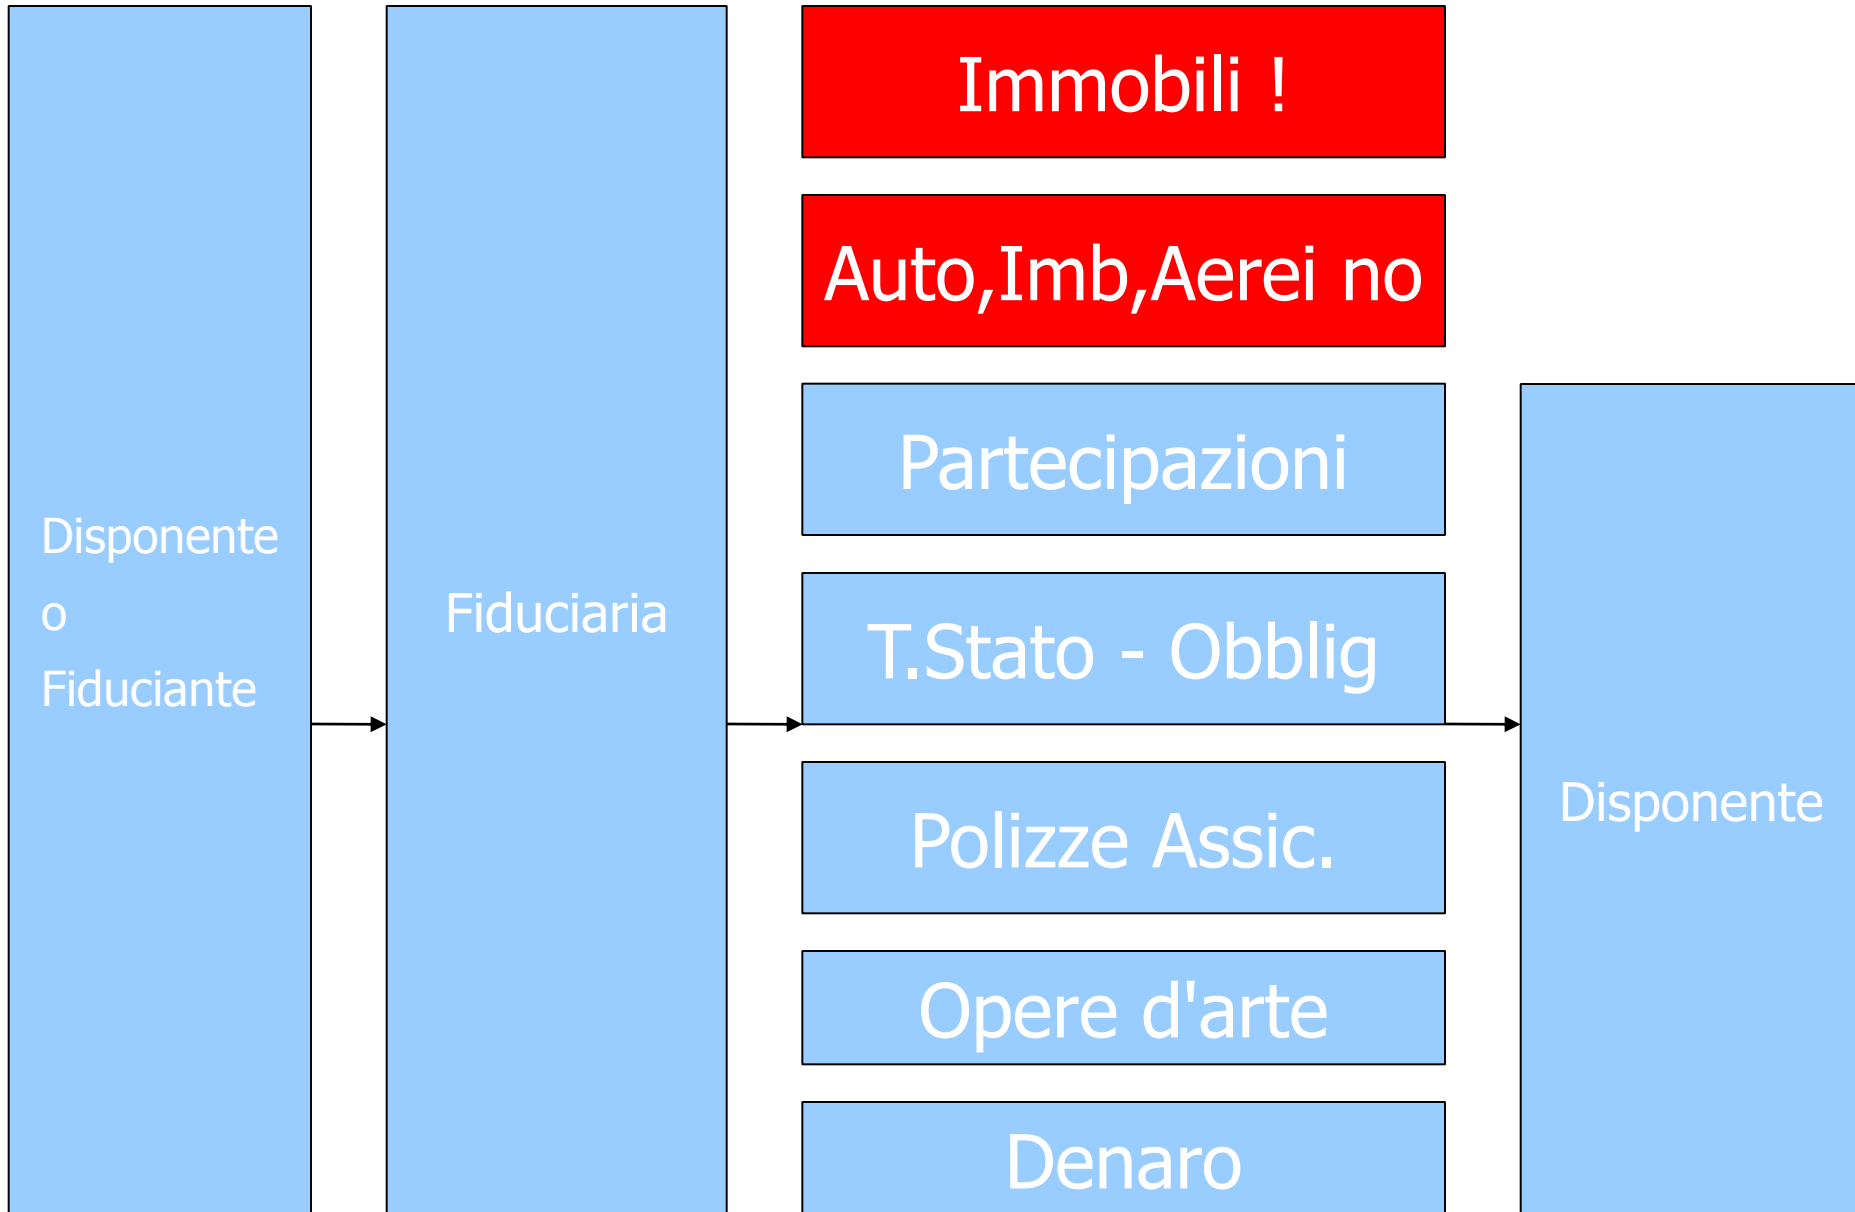 Disponente
o
Fiduciante
Fiduciaria
Immobili !
Auto,Imb,Aerei no
Partecipazioni
T.Stato - Obblig
Polizze Assic.
Opere d'arte
Denaro
Disponente